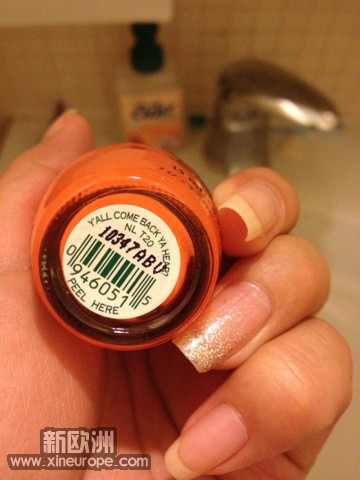 Y'ALL COME BACK YA HEAR?
NL T20
10347ABU
0 946051 5
PEEL HERE
新欧洲
www.xineurope.com